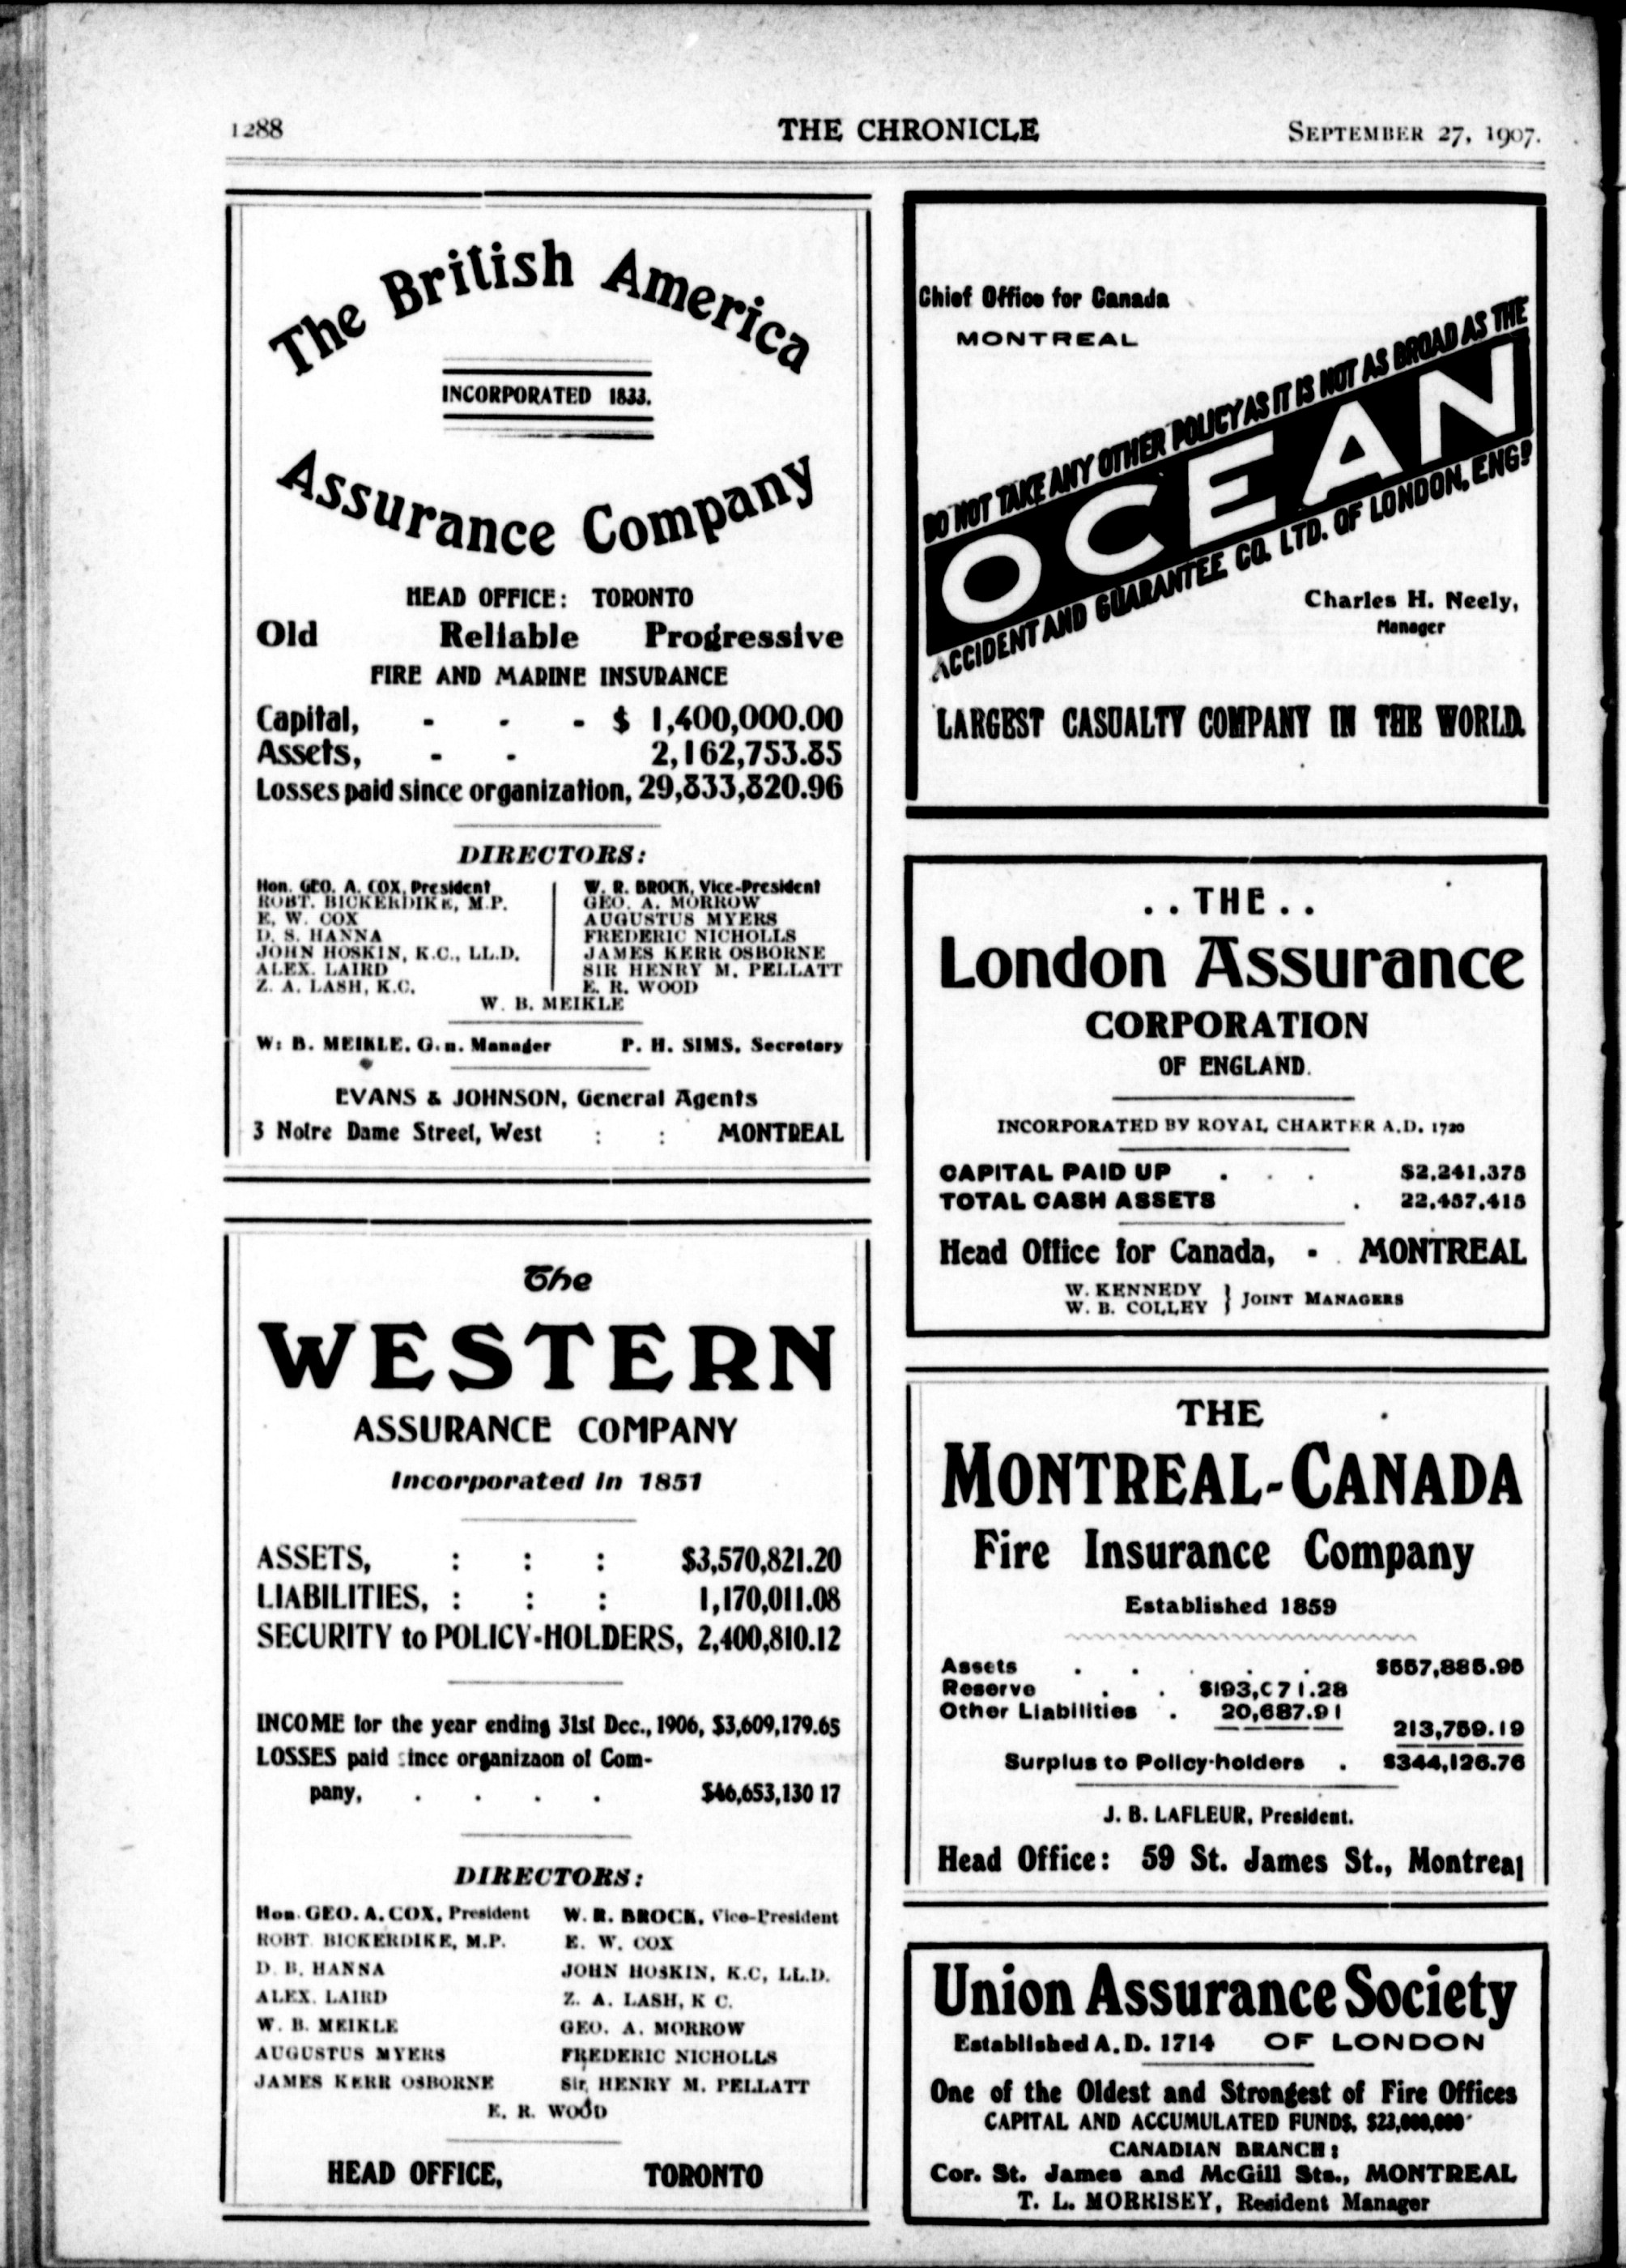 1288 THE CHRONICLE SEPTEMBER 27, 1907.
The British America
INCORPORATED 1833.
Assurance Company
HEAD OFFICE: TORONTO
Old Reliable Progressive
FIRE AND MARINE INSURANCE
Capital, - - - $ 1,400,000.00
Assets, - - 2,162,753.85
Losses paid since organization, 29,833,820.96
DIRECTORS:
Hon. GEO. A. COX, President W. R. BROCK, Vice-President
ROBT. BICKERDIKE, M.P. GEO. A. MORROW
E. W. COX AUGUSTUS MYERS
D. S. HANNA FREDERIC NICHOLLS
JOHN HOSKIN, K.C., LL.D. JAMES KERR OSBORNE
ALEX. LAIRD SIR HENRY M. PELLATT
Z. A. LASH, K.C. E. R. WOOD
W. B. MEIKLE
W: B. MEIKLE. G.n. Manager P. H. SIMS. Secretary
EVANS & JOHNSON, General Agents
3 Notre Dame Street, West : : MONTREAL
The
WESTERN
ASSURANCE COMPANY
Incorporated in 1851
ASSETS, : : : $3,570,821.20
LIABILITIES, : : : 1,170,011.08
SECURITY to POLICY-HOLDERS, 2,400,810.12
INCOME for the year ending 31st Dec., 1906, $3,609,179.65
LOSSES paid :ince organizaon of Com-
pany, . . . . $46,653,130 17
DIRECTORS:
Hon. GEO. A. COX, President W. R. BROCK, Vice-President
ROBT BICKERDIKE, M.P. E. W. COX
D. B. HANNA JOHN HOSKIN, K.C, LL.D.
ALEX. LAIRD Z. A. LASH, K C.
W. B. MEIKLE GEO. A. MORROW
AUGUSTUS MYERS FREDERIC NICHOLLS
JAMES KERR OSBORNE Sir, HENRY M. PELLATT
E. R. WOOD
HEAD OFFICE, TORONTO
Chief Office for Canada
MONTREAL
DO NOT TAKE ANY OTHER POLICY AS IT IS NOT AS BROAD AS THE
OCEAN
ACCIDENT AND GUARANTEE CO. LTD. OF LONDON, ENG?
Charles H. Neely,
Manager
LARGEST CASUALTY COMPANY IN THE WORLD.
. . THE . .
London Assurance
CORPORATION
OF ENGLAND.
INCORPORATED BY ROYAL CHARTER A.D. 1720
CAPITAL PAID UP . . . $2,241,375
TOTAL CASH ASSETS . 22,457,415
Head Office for Canada, - . MONTREAL
W. KENNEDY
W. B. COLLEY } JOINT MANAGERS
THE
MONTREAL-CANADA
Fire Insurance Company
Established 1859
Assets . . . . . $557,885.95
Reserve . . $193,C71.28
Other Liabilities . 20,687.91
213,759.19
Surplus to Policy-holders . $344,126.76
J. B. LAFLEUR, President.
Head Office: 59 St. James St., Montreal
Union Assurance Society
Established A.D. 1714 OF LONDON
One of the Oldest and Strongest of Fire Offices
CAPITAL AND ACCUMULATED FUNDS, $23,000,000
CANADIAN BRANCH:
Cor. St. James and McGill Sts., MONTREAL
T. L. MORRISEY, Resident Manager